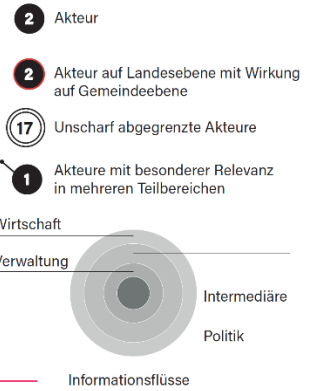 2 Akteur
2 Akteur auf Landesebene mit Wirkung
auf Gemeindeebene
17 Unscharf abgegrenzte Akteure
1 Akteure mit besonderer Relevanz
in mehreren Teilbereichen
Wirtschaft
Verwaltung
Intermediäre
Politik
Informationsflüsse